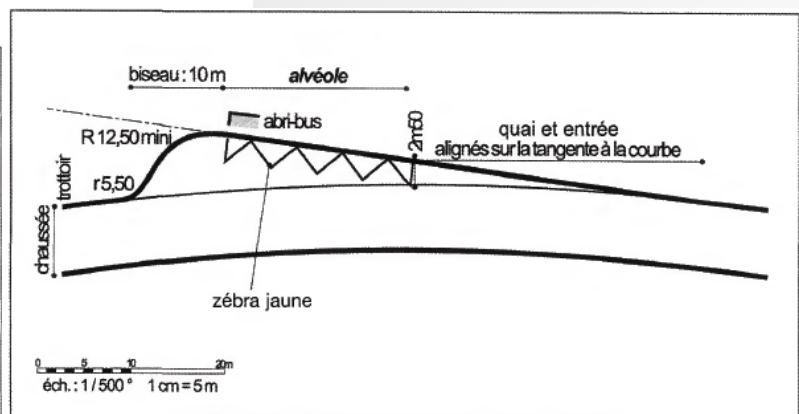 biseau : 10 m
alvéole
abri-bus
R 12,50 mini
2m50
quai et entrée
alignés sur la tangente à la courbe
trottoir
r5,50
chaussée
zébra jaune
0 5 10 20m
éch. : 1 / 500° 1 cm = 5 m